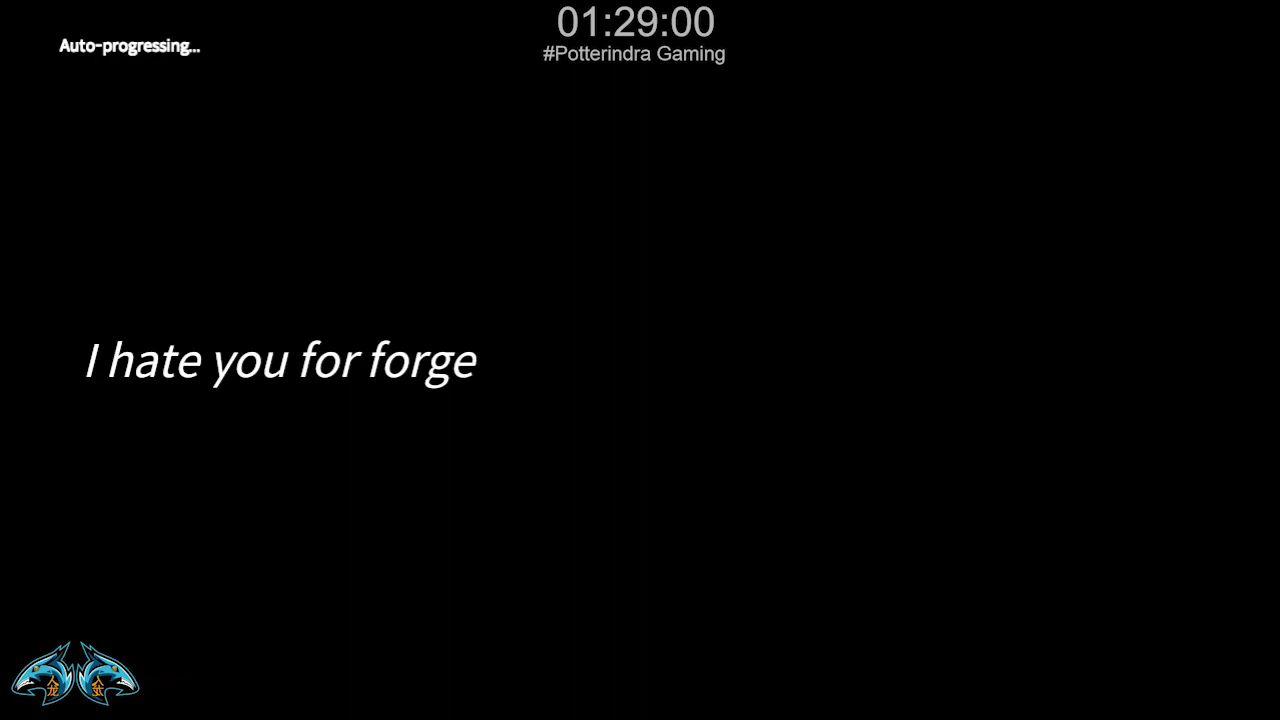 01:29:00
Auto-progressing...
#Potterindra Gaming
I hate you for forge